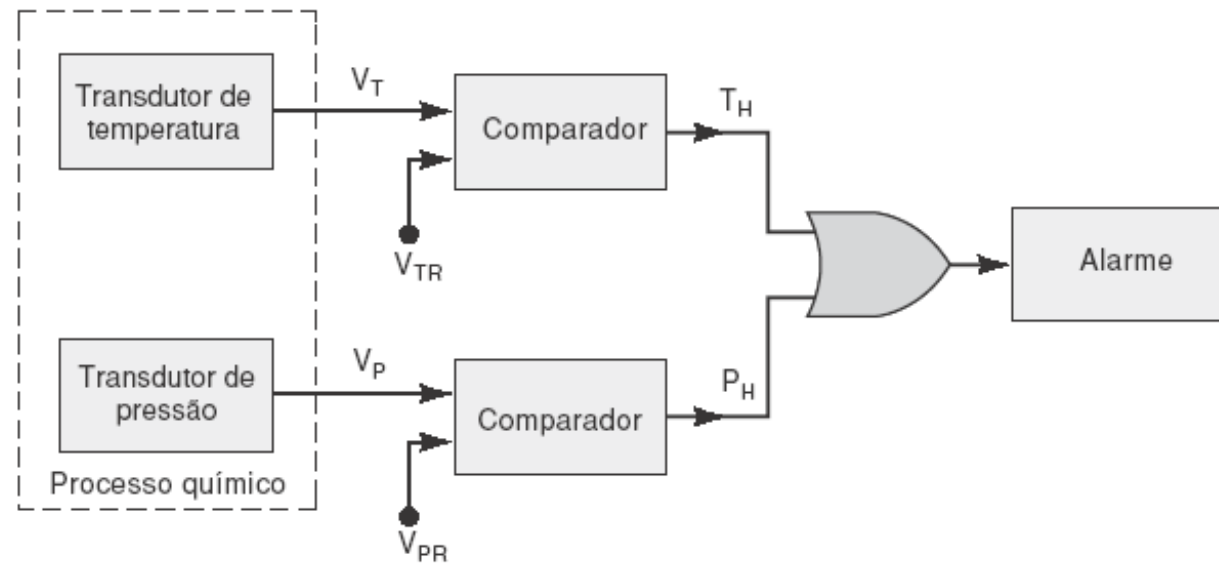 Transdutor de
temperatura
V_T
Comparador
T_H
V_TR
Alarme
Transdutor de
pressão
V_P
Comparador
P_H
Processo químico
V_PR